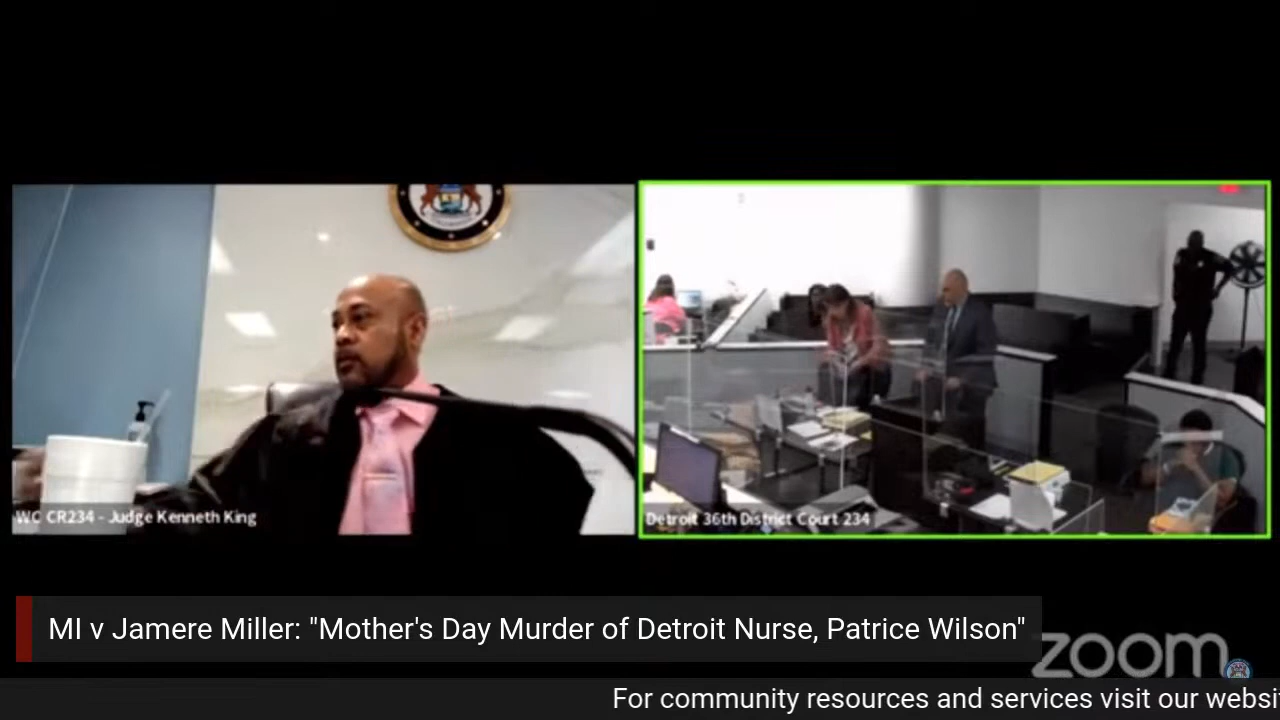 WC CR234 - Judge Kenneth King
Detroit 36th District Court 234
MI v Jamere Miller: "Mother's Day Murder of Detroit Nurse, Patrice Wilson"
zoom
For community resources and services visit our websi